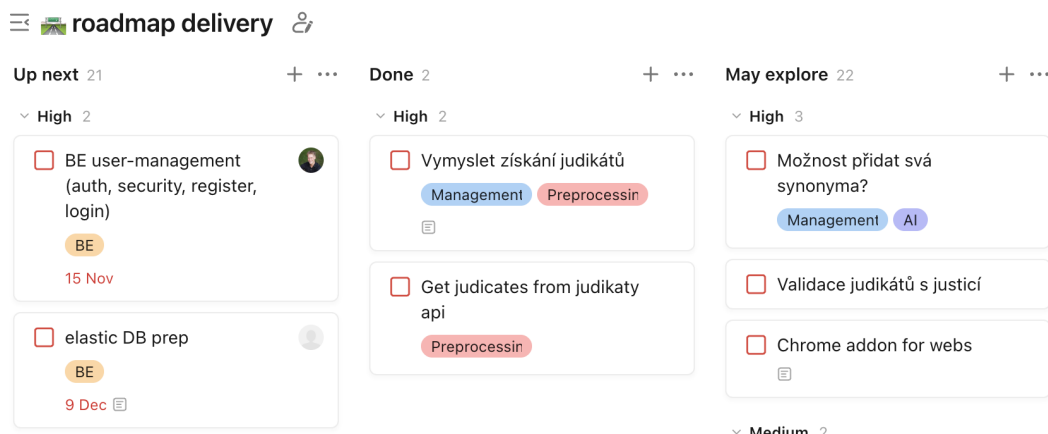 roadmap delivery
Up next 21
High 2
BE user-management
(auth, security, register,
login)
BE
15 Nov
elastic DB prep
BE
9 Dec
Done 2
High 2
Vymyslet získání judikátů
Management Preprocessin
Get judicates from judikaty
api
Preprocessin
May explore 22
High 3
Možnost přidat svá
synonyma?
Management AI
Validace judikátů s justicí
Chrome addon for webs
Medium 2